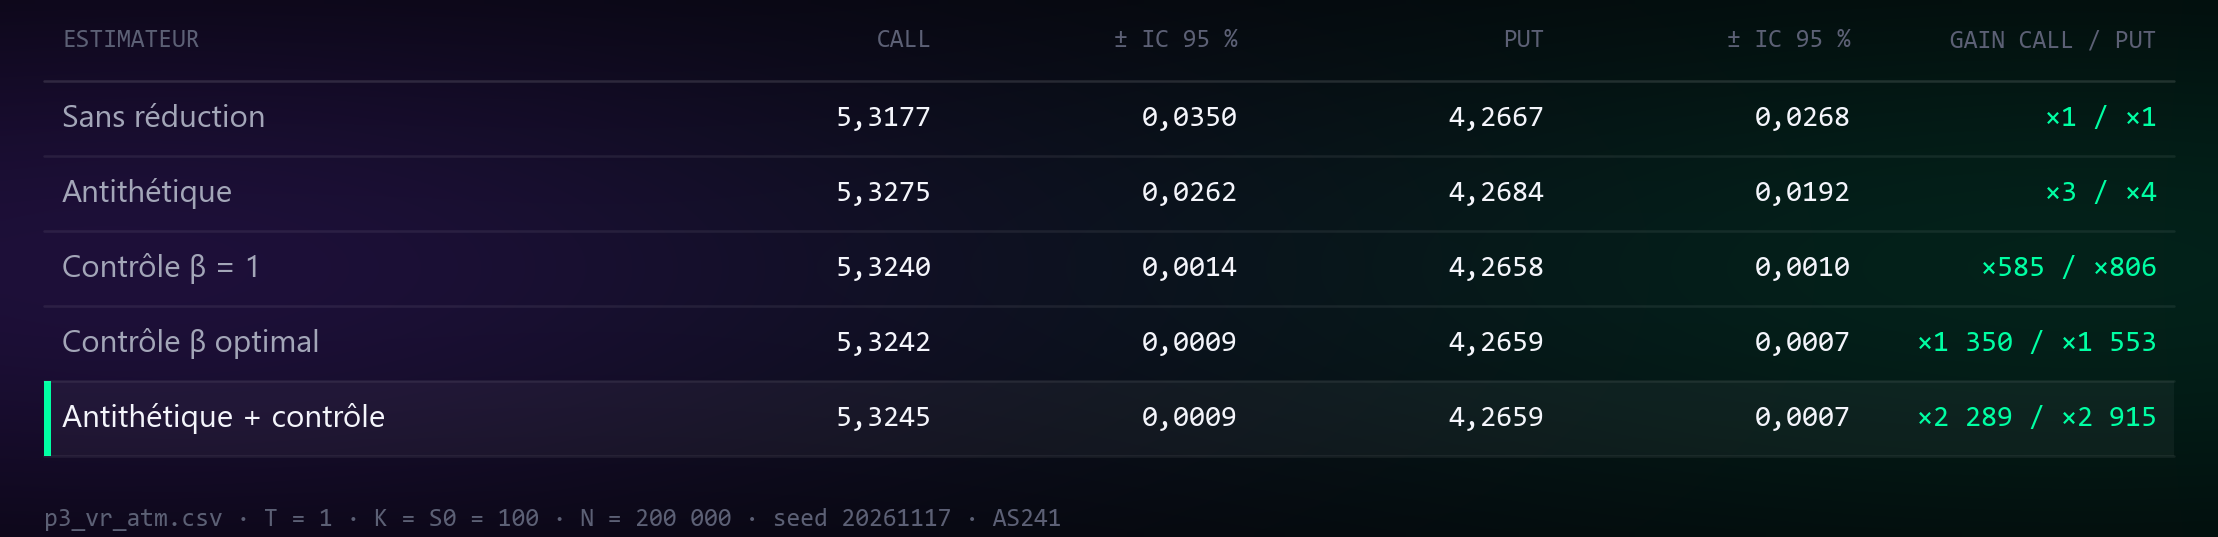 ESTIMATEUR CALL ± IC 95 % PUT ± IC 95 % GAIN CALL / PUT
Sans réduction 5,3177 0,0350 4,2667 0,0268 ×1 / ×1
Antithétique 5,3275 0,0262 4,2684 0,0192 ×3 / ×4
Contrôle β = 1 5,3240 0,0014 4,2658 0,0010 ×585 / ×806
Contrôle β optimal 5,3242 0,0009 4,2659 0,0007 ×1 350 / ×1 553
Antithétique + contrôle 5,3245 0,0009 4,2659 0,0007 ×2 289 / ×2 915
p3_vr_atm.csv · T = 1 · K = S0 = 100 · N = 200 000 · seed 20261117 · AS241